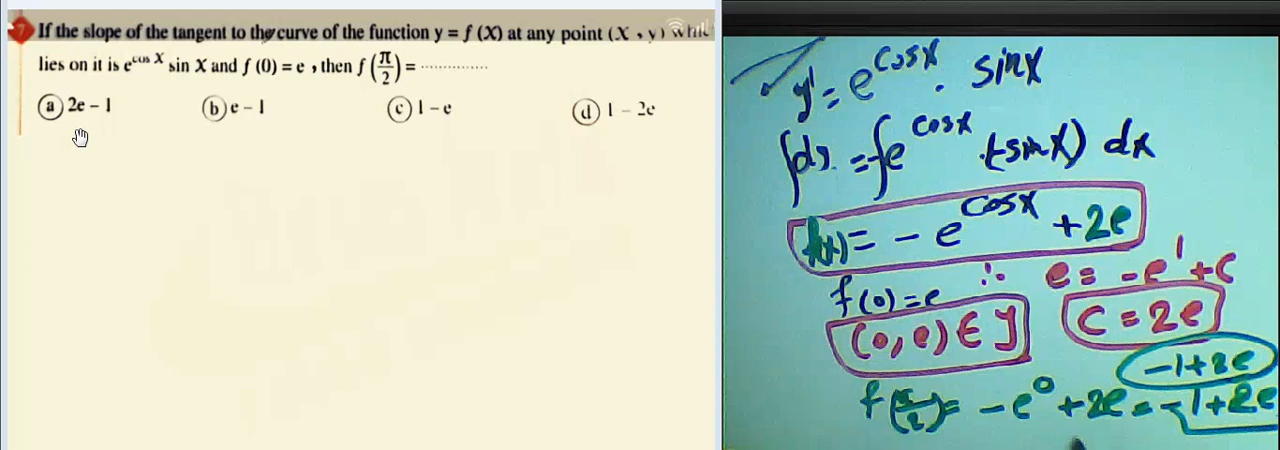 7 If the slope of the tangent to the curve of the function y = f (X) at any point (X , y)
lies on it is e^cos X sin X and f (0) = e , then f (π/2) = ..............
(a) 2e – 1 (b) e – 1 (c) 1 – e (d) 1 – 2e
y' = e^cosx . sinx
∫dy = -∫e^cosx . (-sinx) dx
f(x) = - e^cosx + 2e
f(0) = e ∴ e = -e^1 + c
(0, e) ∈ y C = 2e
-1+2e
f(π/2) = -e^0 + 2e = -1+2e